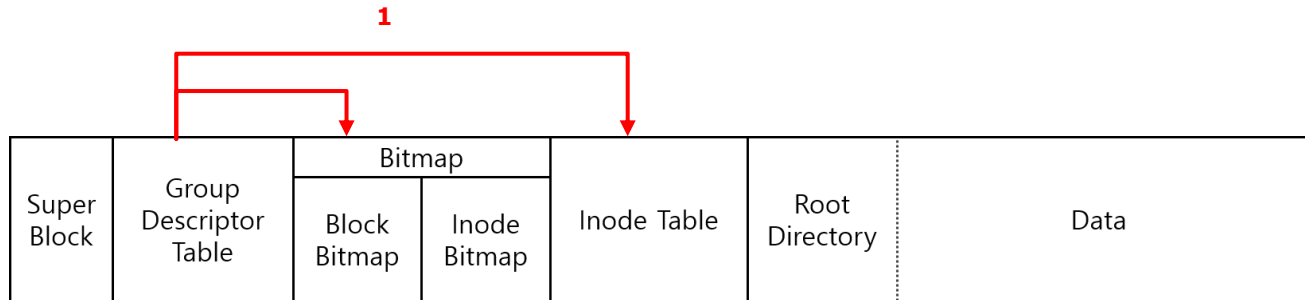 1
Super
Block
Group
Descriptor
Table
Bitmap
Block
Bitmap
Inode
Bitmap
Inode Table
Root
Directory
Data